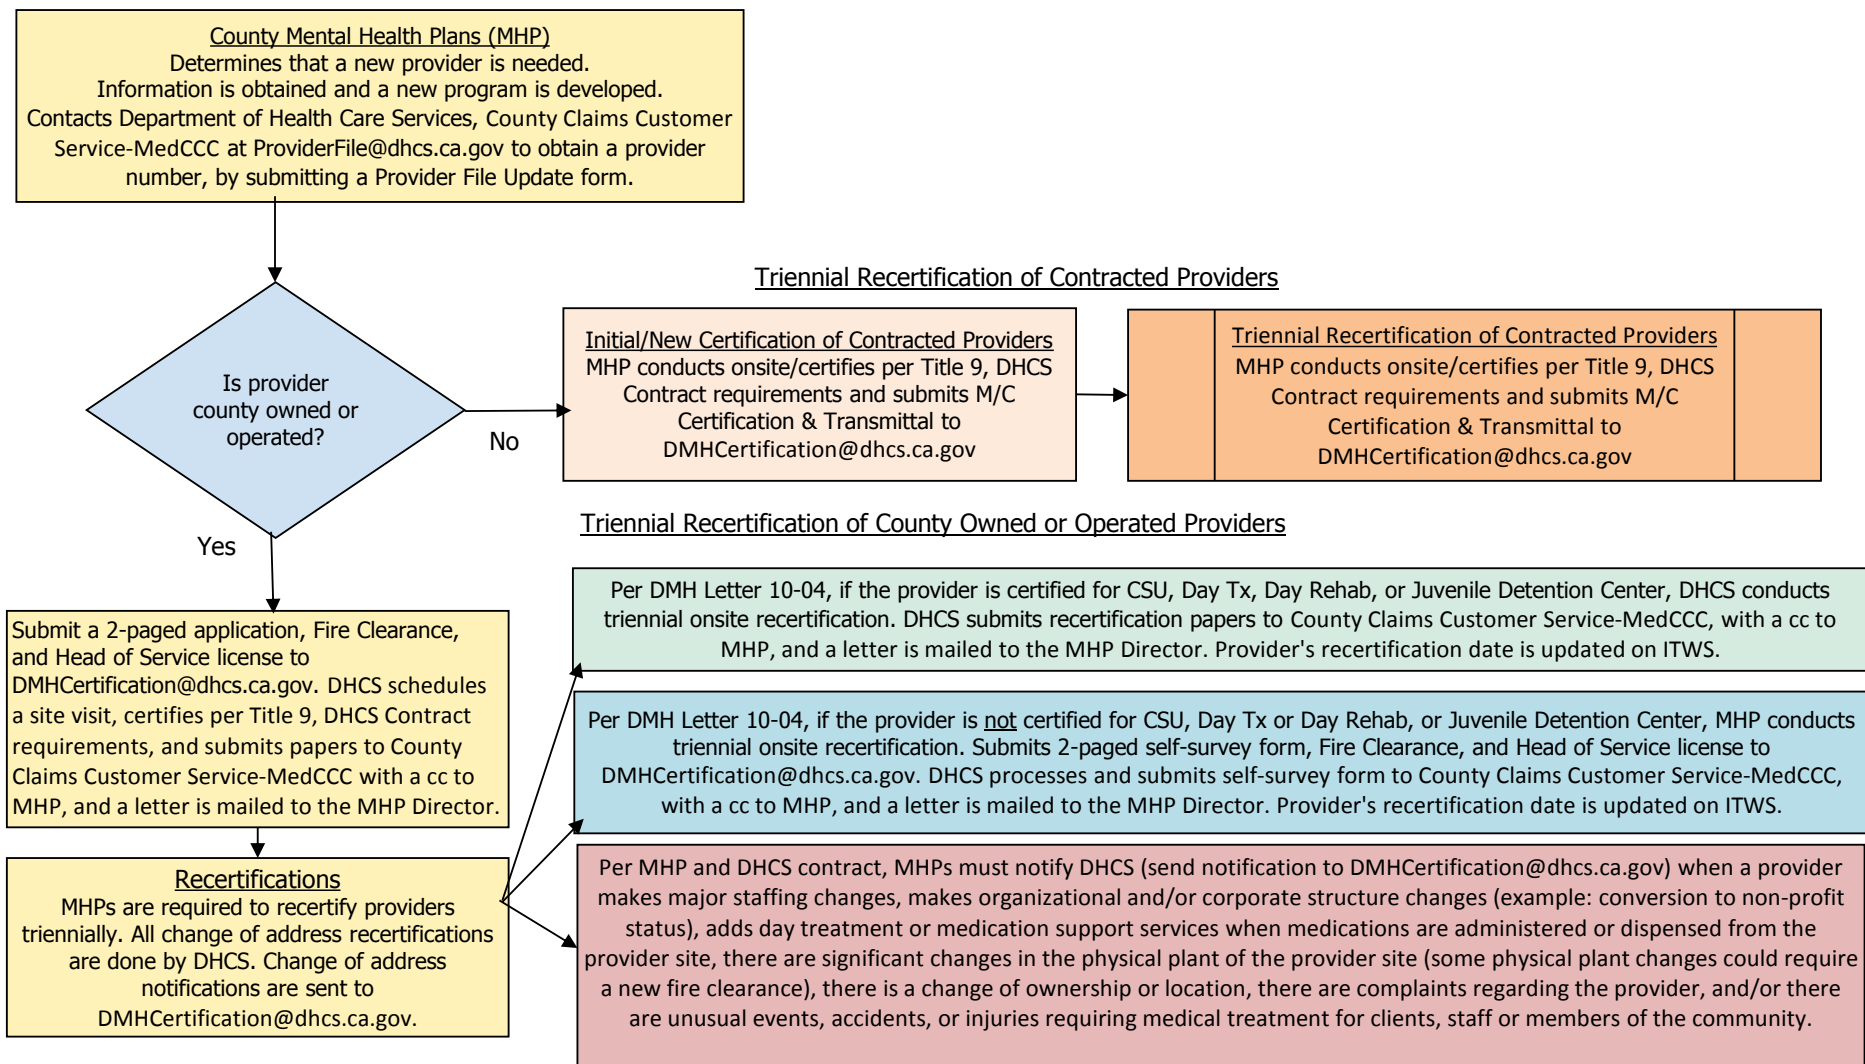 County Mental Health Plans (MHP)
Determines that a new provider is needed.
Information is obtained and a new program is developed.
Contacts Department of Health Care Services, County Claims Customer
Service-MedCCC at ProviderFile@dhcs.ca.gov to obtain a provider
number, by submitting a Provider File Update form.
Is provider
county owned or
operated?
No
Yes
Triennial Recertification of Contracted Providers
Initial/New Certification of Contracted Providers
MHP conducts onsite/certifies per Title 9, DHCS
Contract requirements and submits M/C
Certification & Transmittal to
DMHCertification@dhcs.ca.gov
Triennial Recertification of Contracted Providers
MHP conducts onsite/certifies per Title 9, DHCS
Contract requirements and submits M/C
Certification & Transmittal to
DMHCertification@dhcs.ca.gov
Submit a 2-paged application, Fire Clearance,
and Head of Service license to
DMHCertification@dhcs.ca.gov. DHCS schedules
a site visit, certifies per Title 9, DHCS Contract
requirements, and submits papers to County
Claims Customer Service-MedCCC with a cc to
MHP, and a letter is mailed to the MHP Director.
Recertifications
MHPs are required to recertify providers
triennially. All change of address recertifications
are done by DHCS. Change of address
notifications are sent to
DMHCertification@dhcs.ca.gov.
Triennial Recertification of County Owned or Operated Providers
Per DMH Letter 10-04, if the provider is certified for CSU, Day Tx, Day Rehab, or Juvenile Detention Center, DHCS conducts
triennial onsite recertification. DHCS submits recertification papers to County Claims Customer Service-MedCCC, with a cc to
MHP, and a letter is mailed to the MHP Director. Provider's recertification date is updated on ITWS.
Per DMH Letter 10-04, if the provider is not certified for CSU, Day Tx or Day Rehab, or Juvenile Detention Center, MHP conducts
triennial onsite recertification. Submits 2-paged self-survey form, Fire Clearance, and Head of Service license to
DMHCertification@dhcs.ca.gov. DHCS processes and submits self-survey form to County Claims Customer Service-MedCCC,
with a cc to MHP, and a letter is mailed to the MHP Director. Provider's recertification date is updated on ITWS.
Per MHP and DHCS contract, MHPs must notify DHCS (send notification to DMHCertification@dhcs.ca.gov) when a provider
makes major staffing changes, makes organizational and/or corporate structure changes (example: conversion to non-profit
status), adds day treatment or medication support services when medications are administered or dispensed from the
provider site, there are significant changes in the physical plant of the provider site (some physical plant changes could require
a new fire clearance), there is a change of ownership or location, there are complaints regarding the provider, and/or there
are unusual events, accidents, or injuries requiring medical treatment for clients, staff or members of the community.